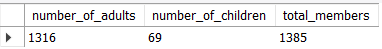 number_of_adults number_of_children total_members
1316 69 1385